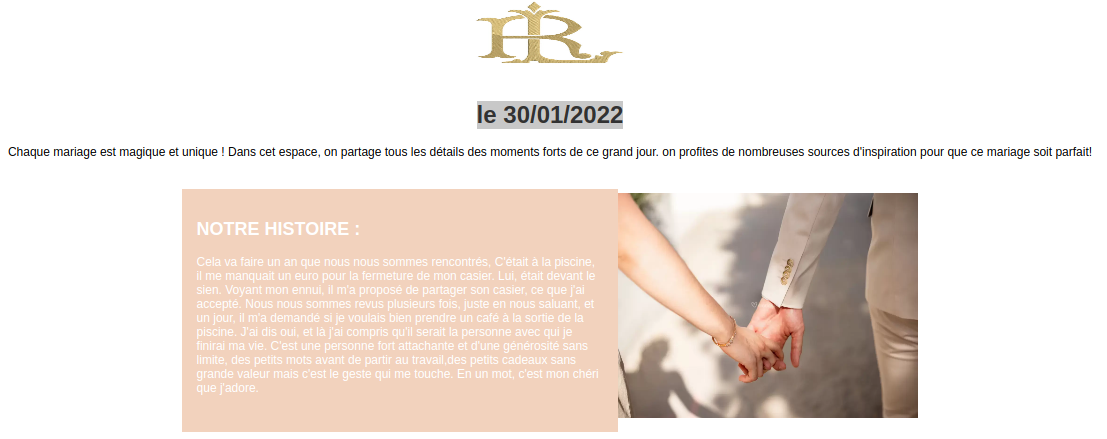 RL
le 30/01/2022
Chaque mariage est magique et unique ! Dans cet espace, on partage tous les détails des moments forts de ce grand jour. on profites de nombreuses sources d'inspiration pour que ce mariage soit parfait!
NOTRE HISTOIRE :
Cela va faire un an que nous nous sommes rencontrés, C'était à la piscine,
il me manquait un euro pour la fermeture de mon casier. Lui, était devant le
sien. Voyant mon ennui, il m'a proposé de partager son casier, ce que j'ai
accepté. Nous nous sommes revus plusieurs fois, juste en nous saluant, et
un jour, il m'a demandé si je voulais bien prendre un café à la sortie de la
piscine. J'ai dis oui, et là j'ai compris qu'il serait la personne avec qui je
finirai ma vie. C'est une personne fort attachante et d'une générosité sans
limite, des petits mots avant de partir au travail,des petits cadeaux sans
grande valeur mais c'est le geste qui me touche. En un mot, c'est mon chéri
que j'adore.